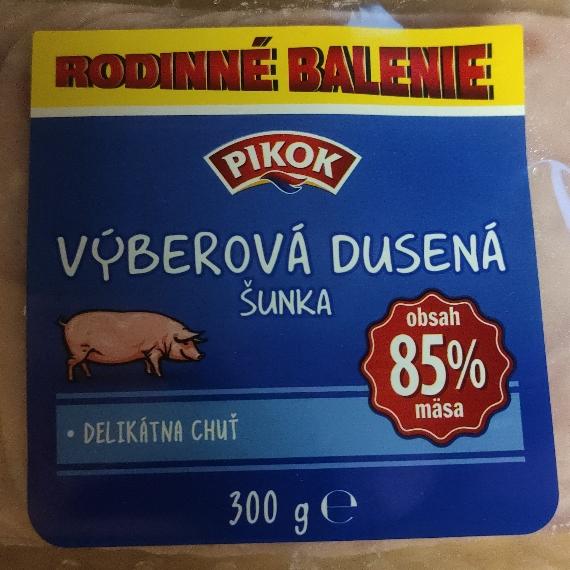 RODINNÉ BALENIE
PIKOK
VÝBEROVÁ DUSENÁ
ŠUNKA
obsah
85%
mäsa
• DELIKÁTNA CHUŤ
300 g ℮